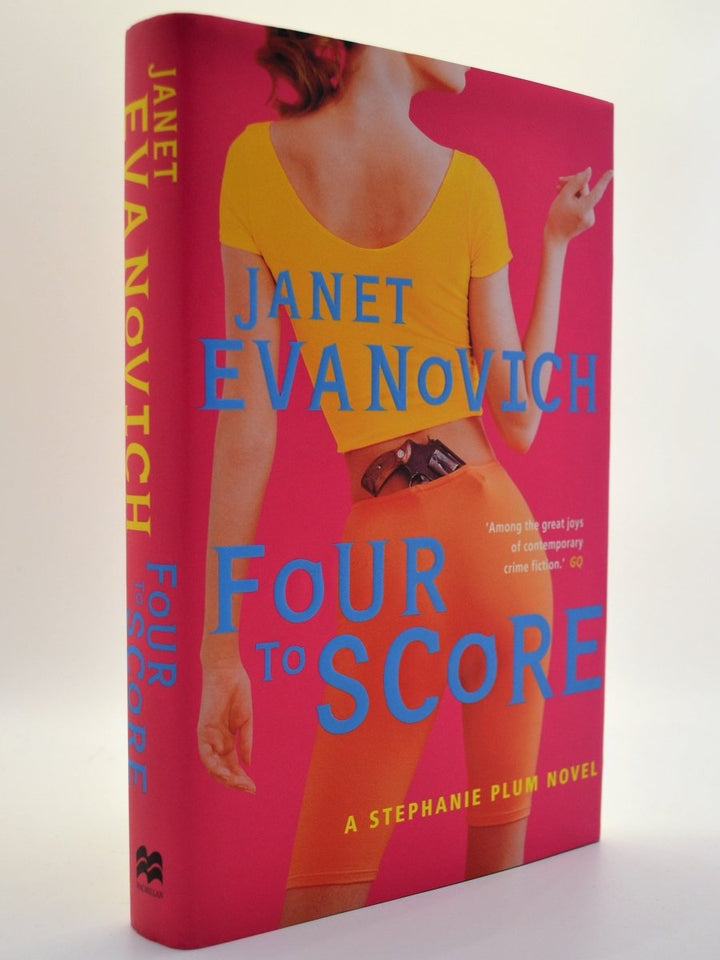 JANET
EVANOVICH
FOUR
TO SCORE
MACMILLAN
JANET
EVANOVICH
'Among the great joys
of contemporary
crime fiction.' GQ
FOUR
TO SCORE
A STEPHANIE PLUM NOVEL